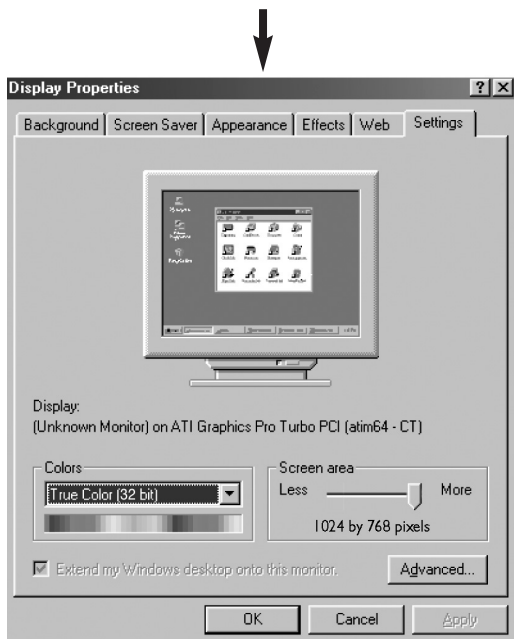 Display Properties
Background Screen Saver Appearance Effects Web Settings
Display:
(Unknown Monitor) on ATI Graphics Pro Turbo PCI (atim64 - CT)
Colors
True Color (32 bit)
Screen area
Less More
1024 by 768 pixels
Extend my Windows desktop onto this monitor.
Advanced...
OK Cancel Apply